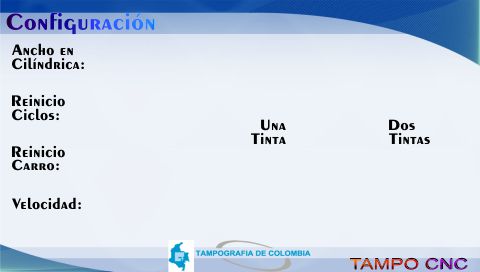 Configuración
Ancho en
Cilíndrica:
Reinicio
Ciclos:
Una
Tinta
Dos
Tintas
Reinicio
Carro:
Velocidad:
TAMPOGRAFIA DE COLOMBIA
TAMPO CNC